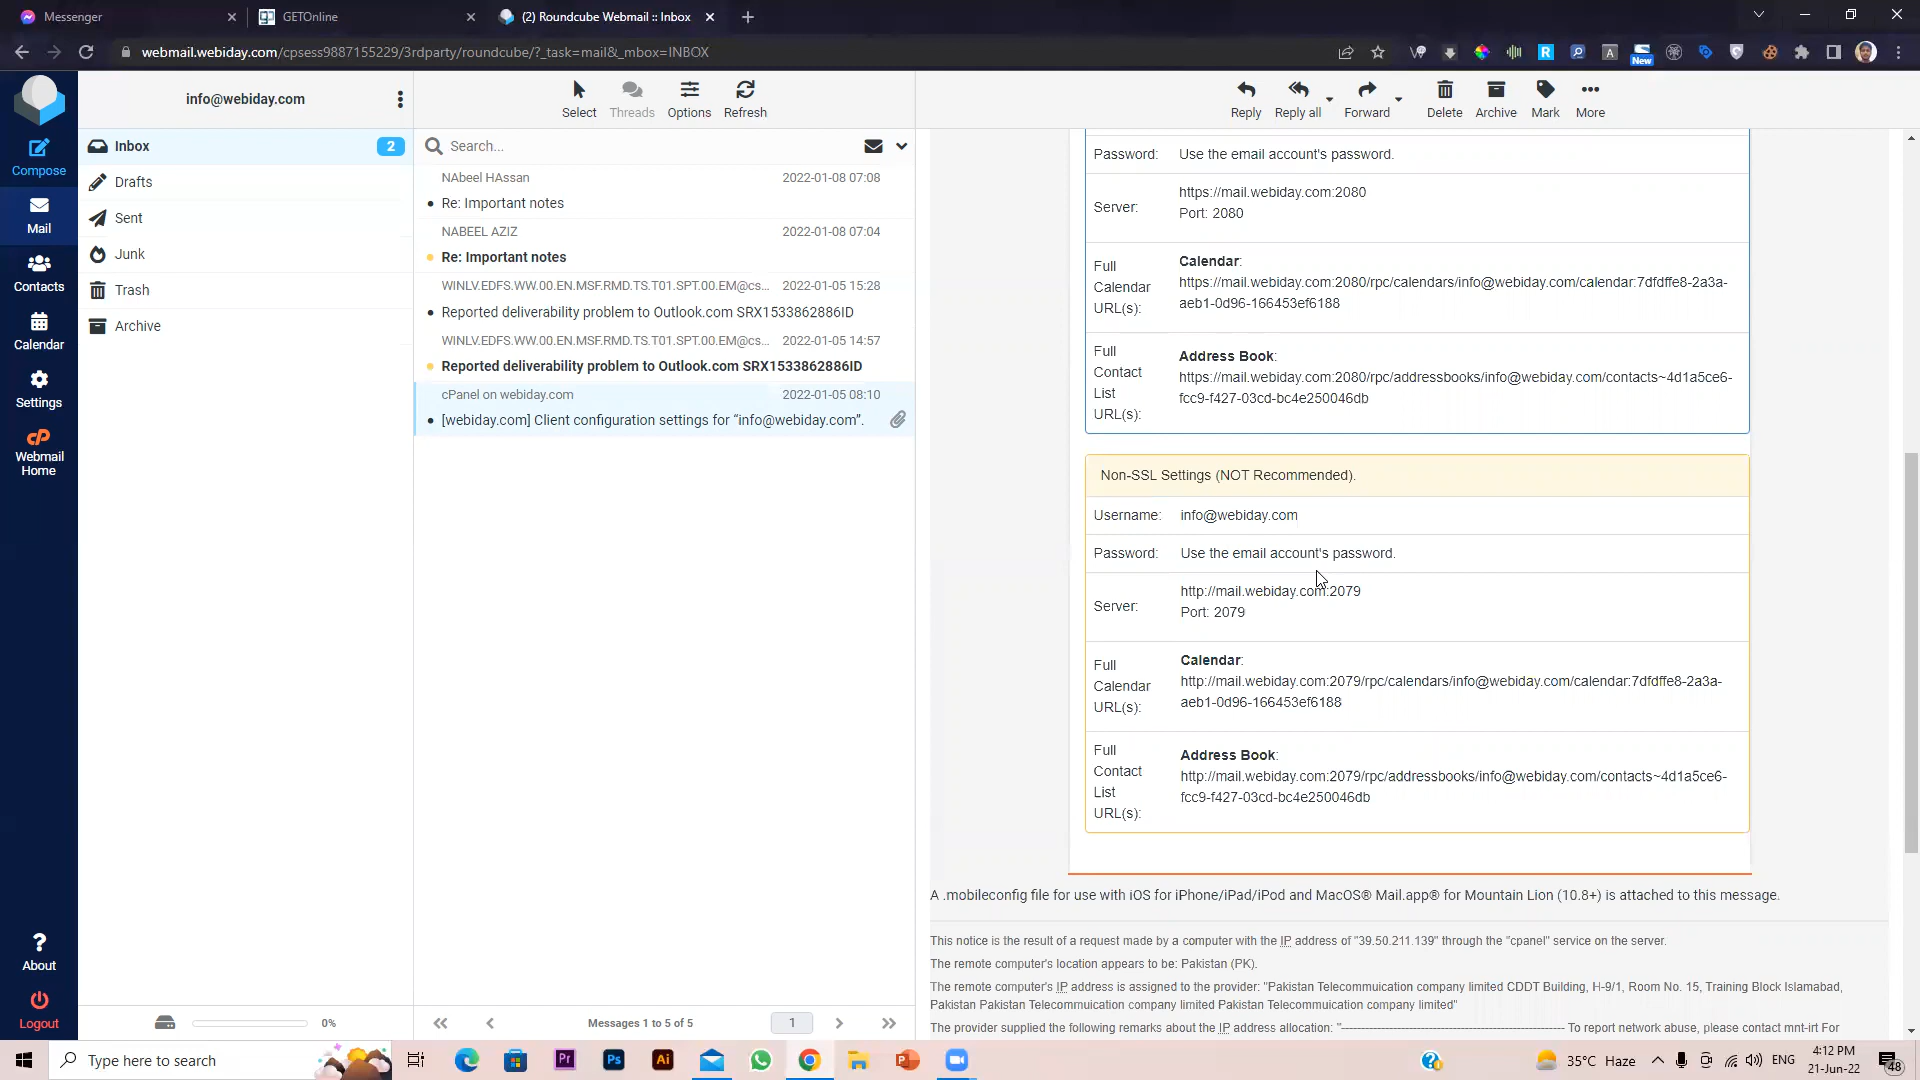 Messenger
GETOnline
(2) Roundcube Webmail :: Inbox
webmail.webiday.com/cpsess9887155229/3rdparty/roundcube/?_task=mail&_mbox=INBOX
New
Compose
Mail
Contacts
Calendar
Settings
Webmail
Home
About
Logout
info@webiday.com
Inbox
2
Drafts
Sent
Junk
Trash
Archive
0%
Select
Threads
Options
Refresh
Search...
NAbeel HAssan 2022-01-08 07:08
Re: Important notes
NABEEL AZIZ 2022-01-08 07:04
Re: Important notes
WINLV.EDFS.WW.00.EN.MSF.RMD.TS.T01.SPT.00.EM@cs... 2022-01-05 15:28
Reported deliverability problem to Outlook.com SRX1533862886ID
WINLV.EDFS.WW.00.EN.MSF.RMD.TS.T01.SPT.00.EM@cs... 2022-01-05 14:57
Reported deliverability problem to Outlook.com SRX1533862886ID
cPanel on webiday.com 2022-01-05 08:10
[webiday.com] Client configuration settings for “info@webiday.com”.
Messages 1 to 5 of 5
1
Reply
Reply all
Forward
Delete
Archive
Mark
More
Password: Use the email account's password.
Server:
https://mail.webiday.com:2080
Port: 2080
Full
Calendar
URL(s):
Calendar:
https://mail.webiday.com:2080/rpc/calendars/info@webiday.com/calendar:7dfdffe8-2a3a-
aeb1-0d96-166453ef6188
Full
Contact
List
URL(s):
Address Book:
https://mail.webiday.com:2080/rpc/addressbooks/info@webiday.com/contacts~4d1a5ce6-
fcc9-f427-03cd-bc4e250046db
Non-SSL Settings (NOT Recommended).
Username: info@webiday.com
Password: Use the email account's password.
Server:
http://mail.webiday.com:2079
Port: 2079
Full
Calendar
URL(s):
Calendar:
http://mail.webiday.com:2079/rpc/calendars/info@webiday.com/calendar:7dfdffe8-2a3a-
aeb1-0d96-166453ef6188
Full
Contact
List
URL(s):
Address Book:
http://mail.webiday.com:2079/rpc/addressbooks/info@webiday.com/contacts~4d1a5ce6-
fcc9-f427-03cd-bc4e250046db
A .mobileconfig file for use with iOS for iPhone/iPad/iPod and MacOS® Mail.app® for Mountain Lion (10.8+) is attached to this message.
This notice is the result of a request made by a computer with the IP address of "39.50.211.139" through the "cpanel" service on the server.
The remote computer's location appears to be: Pakistan (PK).
The remote computer's IP address is assigned to the provider: "Pakistan Telecommuication company limited CDDT Building, H-9/1, Room No. 15, Training Block Islamabad,
Pakistan Pakistan Telecommuication company limited Pakistan Telecommuication company limited"
The provider supplied the following remarks about the IP address allocation: "------------------------------------------------------------ To report network abuse, please contact mnt-irt For
Type here to search
Pr
Ps
Ai
35°C Haze
ENG
4:12 PM
21-Jun-22
48